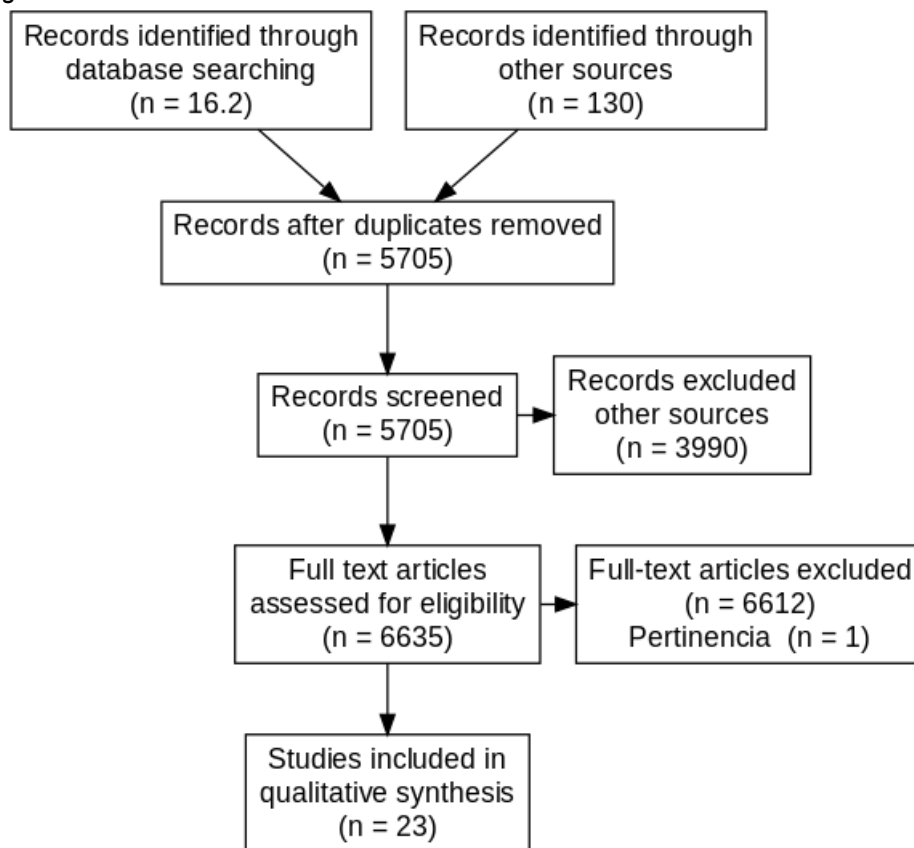 Records identified through
database searching
(n = 16.2)
Records identified through
other sources
(n = 130)
Records after duplicates removed
(n = 5705)
Records screened
(n = 5705)
Records excluded
other sources
(n = 3990)
Full text articles
assessed for eligibility
(n = 6635)
Full-text articles excluded
(n = 6612)
Pertinencia (n = 1)
Studies included in
qualitative synthesis
(n = 23)